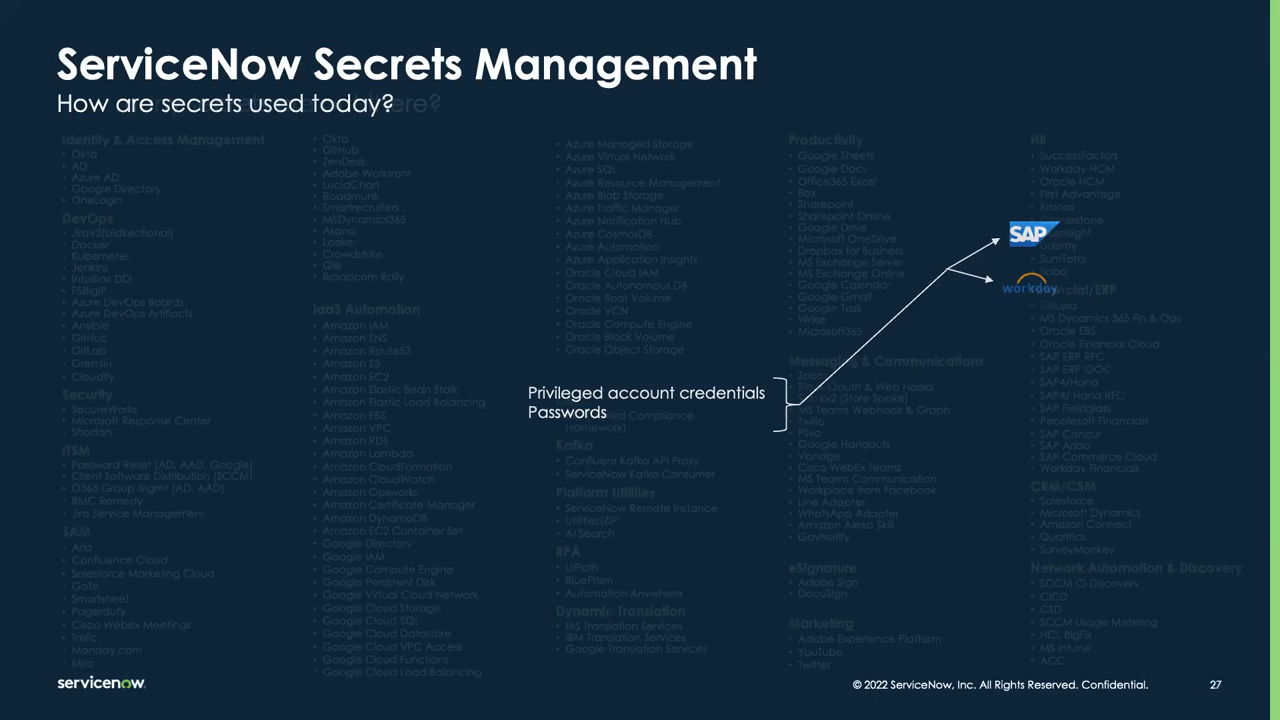 ServiceNow Secrets Management
How are secrets used today?
here?
Identity & Access Management
• Okta
• AD
• Azure AD
• Google Directory
• OneLogin
DevOps
• Jirav2(bidirectional)
• Docker
• Kubernetes
• Jenkins
• InfoBlox DDI
• F5BigIP
• Azure DevOps Boards
• Azure DevOps Artifacts
• Ansible
• GitHub
• GitLab
• Gremlin
• Cloudify
Security
• SecureWorks
• Microsoft Response Center
• Shodan
ITSM
• Password Reset (AD, AAD, Google)
• Client Software Distribution (SCCM)
• O365 Group Mgmt (AD, AAD)
• BMC Remedy
• Jira Service Management
SAM
• Aria
• Confluence Cloud
• Salesforce Marketing Cloud
• GoTo
• Smartsheet
• Pagerduty
• Cisco Webex Meetings
• Trello
• Monday.com
• Miro
• Okta
• GitHub
• ZenDesk
• Adobe Workfront
• LucidChart
• Roadmunk
• Smartrecruiters
• MSDynamics365
• Asana
• Looker
• Crowdstrike
• Qlik
• Broadcom Rally
IaaS Automation
• Amazon IAM
• Amazon SNS
• Amazon Route53
• Amazon S3
• Amazon EC2
• Amazon Elastic Bean Stalk
• Amazon Elastic Load Balancing
• Amazon EBS
• Amazon VPC
• Amazon RDS
• Amazon Lambda
• Amazon CloudFormation
• Amazon CloudWatch
• Amazon Opsworks
• Amazon Certificate Manager
• Amazon DynamoDB
• Amazon EC2 Container Set
• Google Directory
• Google IAM
• Google Compute Engine
• Google Persistent Disk
• Google Virtual Cloud Network
• Google Cloud Storage
• Google Cloud SQL
• Google Cloud Datastore
• Google Cloud VPC Access
• Google Cloud Functions
• Google Cloud Load Balancing
• Azure Managed Storage
• Azure Virtual Network
• Azure SQL
• Azure Resource Management
• Azure Blob Storage
• Azure Traffic Manager
• Azure Notification Hub
• Azure CosmosDB
• Azure Automation
• Azure Application Insights
• Oracle Cloud IAM
• Oracle Autonomous DB
• Oracle Boot Volume
• Oracle VCN
• Oracle Compute Engine
• Oracle Block Volume
• Oracle Object Storage
Privileged account credentials
Passwords
Compliance
Framework)
Kafka
• Confluent Kafka API Proxy
• ServiceNow Kafka Consumer
Platform Utilities
• ServiceNow Remote Instance
• Utilities(ZIP)
• AI Search
RPA
• UiPath
• BluePrism
• Automation Anywhere
Dynamic Translation
• MS Translation Services
• IBM Translation Services
• Google Translation Services
Productivity
• Google Sheets
• Google Docs
• Office365 Excel
• Box
• Sharepoint
• Sharepoint Online
• Google Drive
• Microsoft OneDrive
• Dropbox for Business
• MS Exchange Server
• MS Exchange Online
• Google Calendar
• Google Gmail
• Google Task
• Wrike
• Microsoft365
Messaging & Communications
• Zoom
• Slack Oauth & Web Hooks
(Store Spoke)
• MS Teams Webhook & Graph
• Twilio
• Plivo
• Google Hangouts
• Vonage
• Cisco WebEx Teams
• MS Teams Communication
• Workplace from Facebook
• Line Adapter
• WhatsApp Adapter
• Amazon Alexa Skill
• GovNotify
eSignature
• Adobe Sign
• DocuSign
Marketing
• Adobe Experience Platform
• YouTube
• Twitter
HR
• SuccessFactors
• Workday HCM
• Oracle HCM
• First Advantage
• Kronos
SAP
• SumTotal
workday.
• Coupa
• MS Dynamics 365 Fin & Ops
• Oracle EBS
• Oracle Financial Cloud
• SAP ERP RFC
• SAP ERP IDOC
• SAP4/Hana
• SAP4/ Hana RFC
• SAP Fieldglass
• Peoplesoft Financials
• SAP Concur
• SAP Ariba
• SAP Commerce Cloud
• Workday Financials
CRM/CSM
• Salesforce
• Microsoft Dynamics
• Amazon Connect
• Qualtrics
• SurveyMonkey
Network Automation & Discovery
• SCCM CI Discovery
• CICD
• CSD
• SCCM Usage Metering
• HCL BigFix
• MS Intune
• ACC
servicenow.
© 2022 ServiceNow, Inc. All Rights Reserved. Confidential.
27